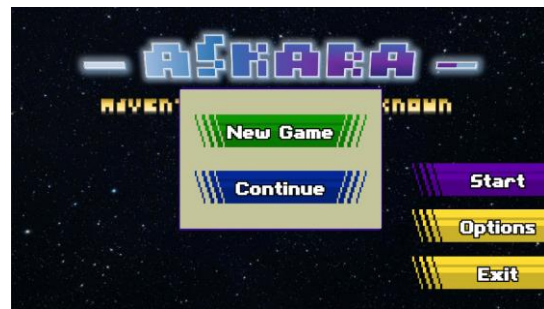 — ASKARA —
New Game
Continue
Start
Options
Exit